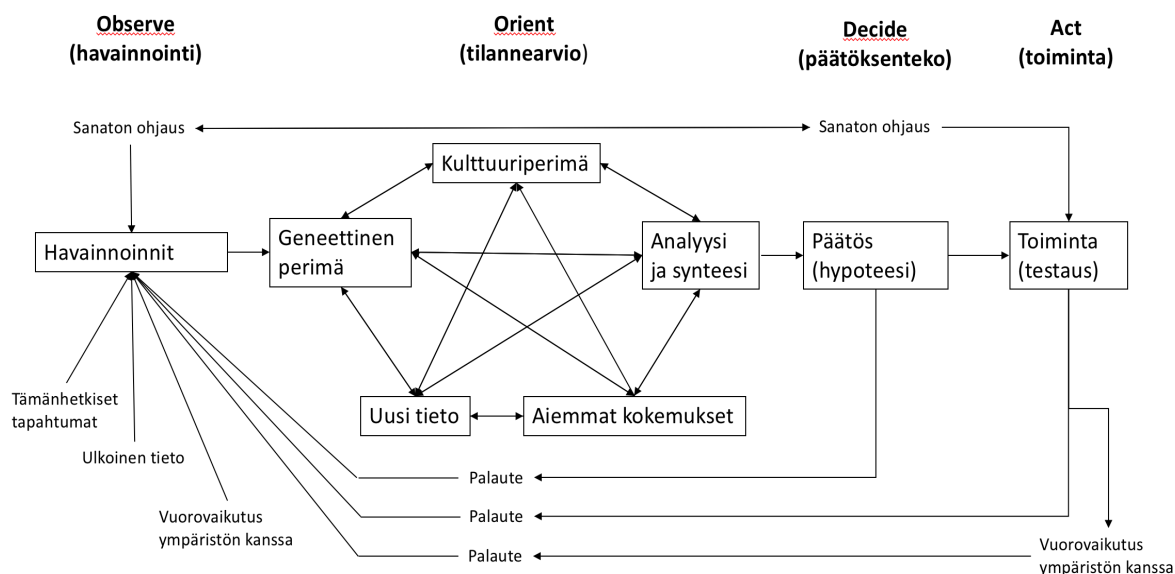 Observe
(havainnointi)
Orient
(tilannearvio)
Decide
(päätöksenteko)
Act
(toiminta)
Sanaton ohjaus
Sanaton ohjaus
Kulttuuriperimä
Havainnoinnit
Geneettinen
perimä
Analyysi
ja synteesi
Päätös
(hypoteesi)
Toiminta
(testaus)
Tämänhetkiset
tapahtumat
Uusi tieto
Aiemmat kokemukset
Ulkoinen tieto
Palaute
Vuorovaikutus
ympäristön kanssa
Palaute
Palaute
Vuorovaikutus
ympäristön kanssa